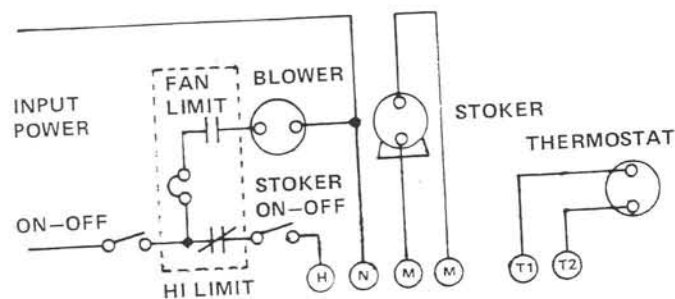 INPUT
POWER
FAN
LIMIT
BLOWER
STOKER
THERMOSTAT
STOKER
ON-OFF
ON-OFF
HI LIMIT
H
N
M
M
T1
T2